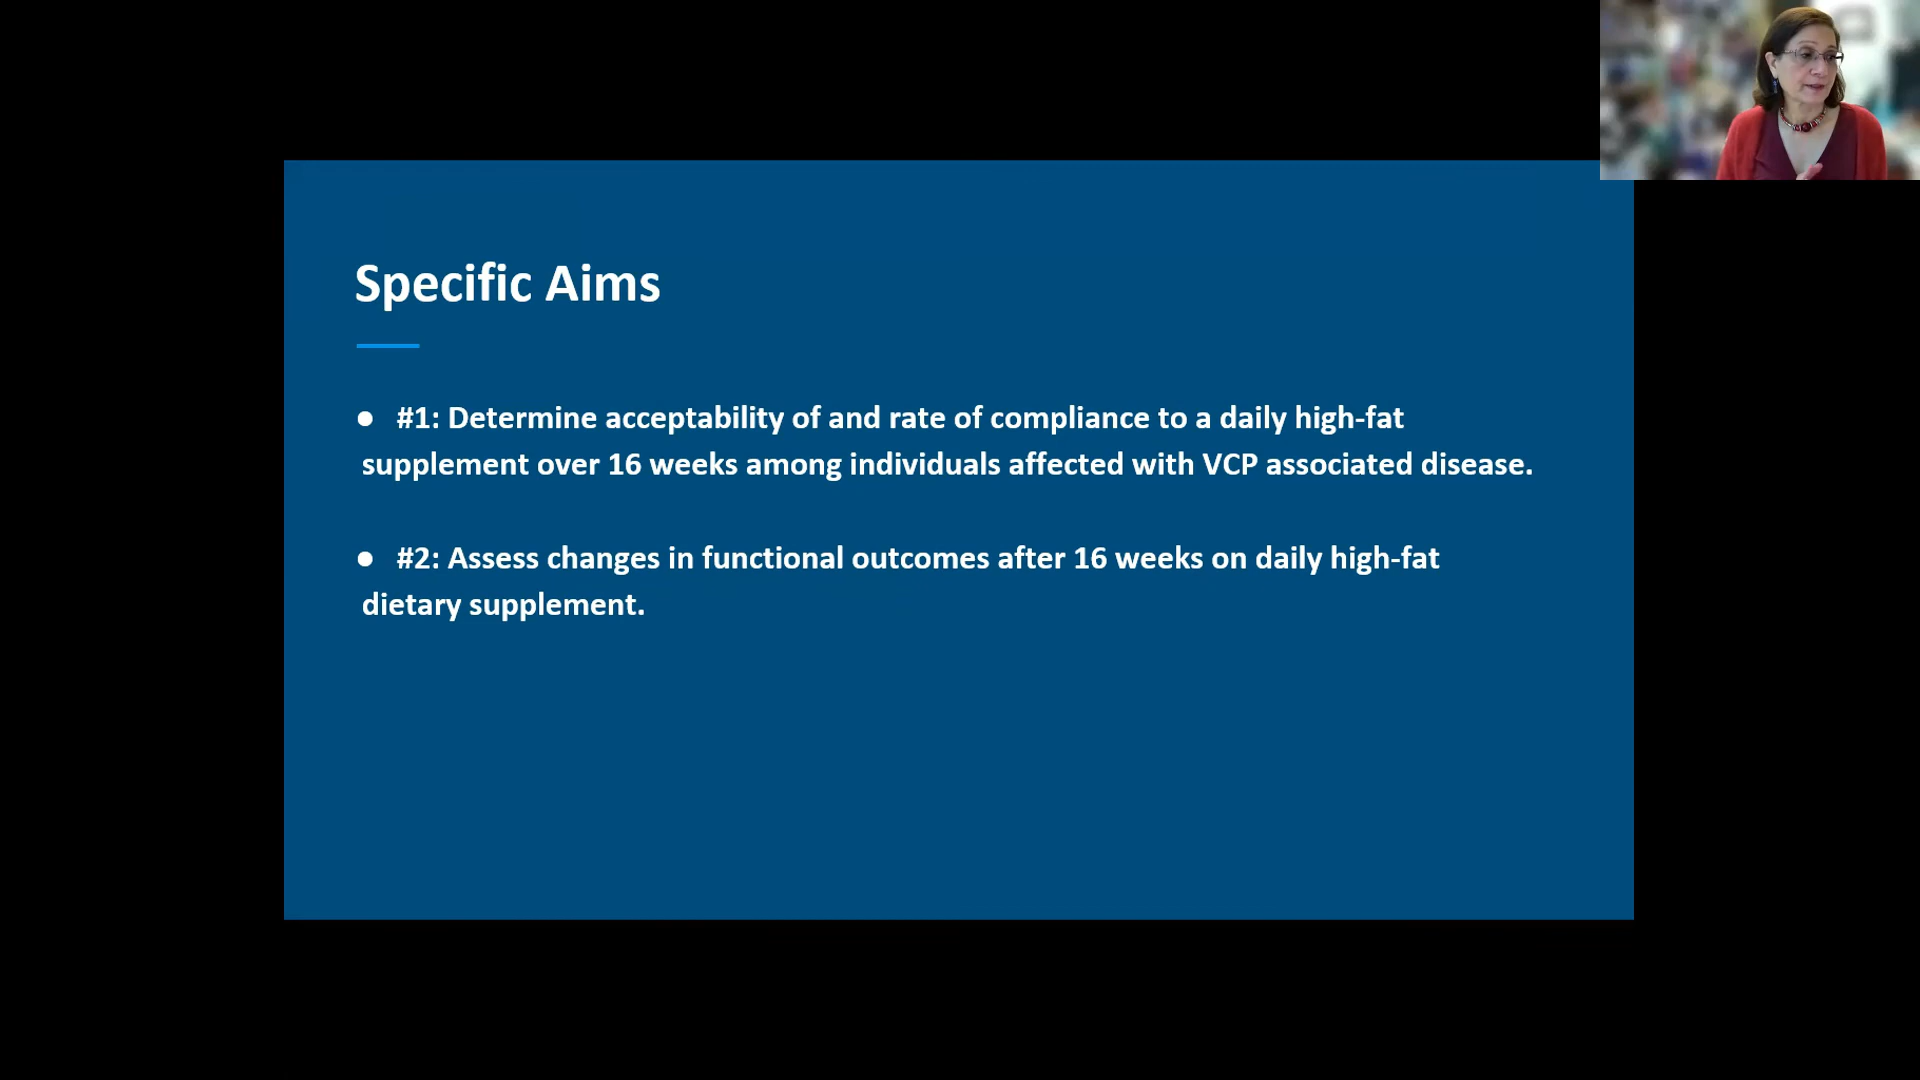 Specific Aims
● #1: Determine acceptability of and rate of compliance to a daily high-fat
supplement over 16 weeks among individuals affected with VCP associated disease.
● #2: Assess changes in functional outcomes after 16 weeks on daily high-fat
dietary supplement.